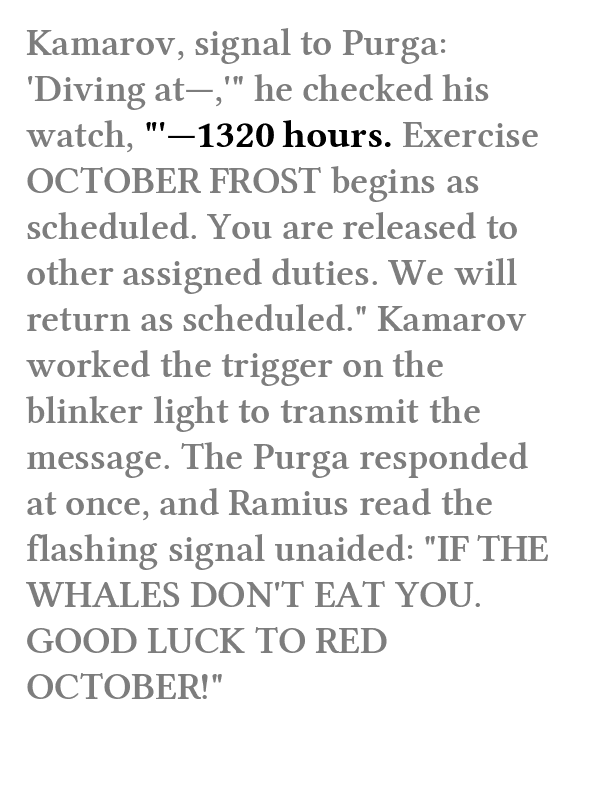 Kamarov, signal to Purga:
'Diving at—,'" he checked his
watch, "'—1320 hours. Exercise
OCTOBER FROST begins as
scheduled. You are released to
other assigned duties. We will
return as scheduled." Kamarov
worked the trigger on the
blinker light to transmit the
message. The Purga responded
at once, and Ramius read the
flashing signal unaided: "IF THE
WHALES DON'T EAT YOU.
GOOD LUCK TO RED
OCTOBER!"